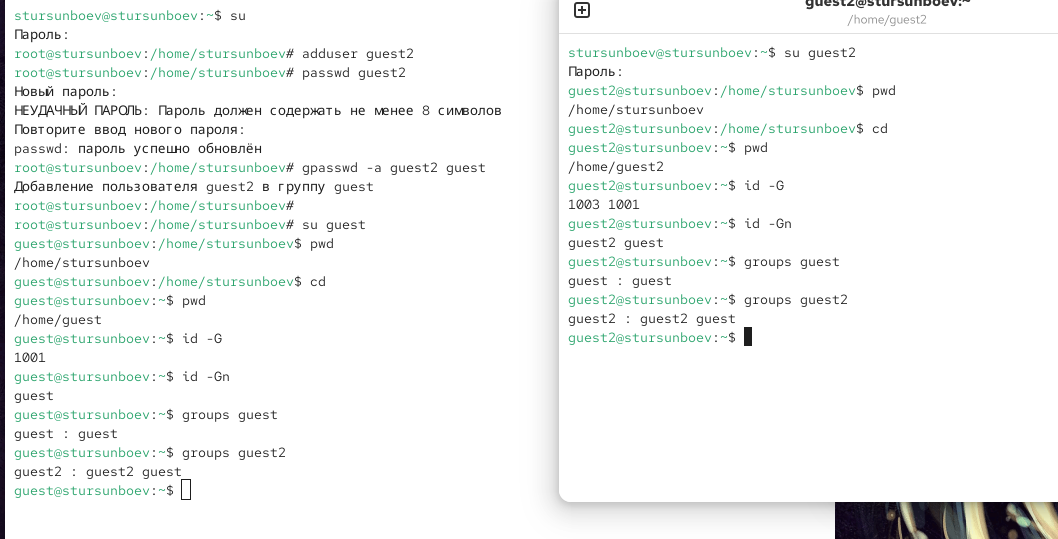 stursunboev@stursunboev:~$ su
Пароль:
root@stursunboev:/home/stursunboev# adduser guest2
root@stursunboev:/home/stursunboev# passwd guest2
Новый пароль:
НЕУДАЧНЫЙ ПАРОЛЬ: Пароль должен содержать не менее 8 символов
Повторите ввод нового пароля:
passwd: пароль успешно обновлён
root@stursunboev:/home/stursunboev# gpasswd -a guest2 guest
Добавление пользователя guest2 в группу guest
root@stursunboev:/home/stursunboev#
root@stursunboev:/home/stursunboev# su guest
guest@stursunboev:/home/stursunboev$ pwd
/home/stursunboev
guest@stursunboev:/home/stursunboev$ cd
guest@stursunboev:~$ pwd
/home/guest
guest@stursunboev:~$ id -G
1001
guest@stursunboev:~$ id -Gn
guest
guest@stursunboev:~$ groups guest
guest : guest
guest@stursunboev:~$ groups guest2
guest2 : guest2 guest
guest@stursunboev:~$
guest2@stursunboev:~
/home/guest2
stursunboev@stursunboev:~$ su guest2
Пароль:
guest2@stursunboev:/home/stursunboev$ pwd
/home/stursunboev
guest2@stursunboev:/home/stursunboev$ cd
guest2@stursunboev:~$ pwd
/home/guest2
guest2@stursunboev:~$ id -G
1003 1001
guest2@stursunboev:~$ id -Gn
guest2 guest
guest2@stursunboev:~$ groups guest
guest : guest
guest2@stursunboev:~$ groups guest2
guest2 : guest2 guest
guest2@stursunboev:~$